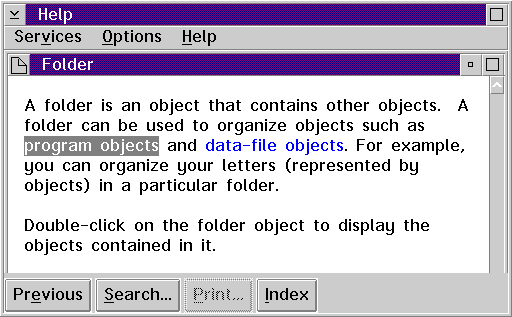 Help
Services Options Help
Folder
A folder is an object that contains other objects. A
folder can be used to organize objects such as
program objects and data-file objects. For example,
you can organize your letters (represented by
objects) in a particular folder.
Double-click on the folder object to display the
objects contained in it.
Previous Search... Print... Index